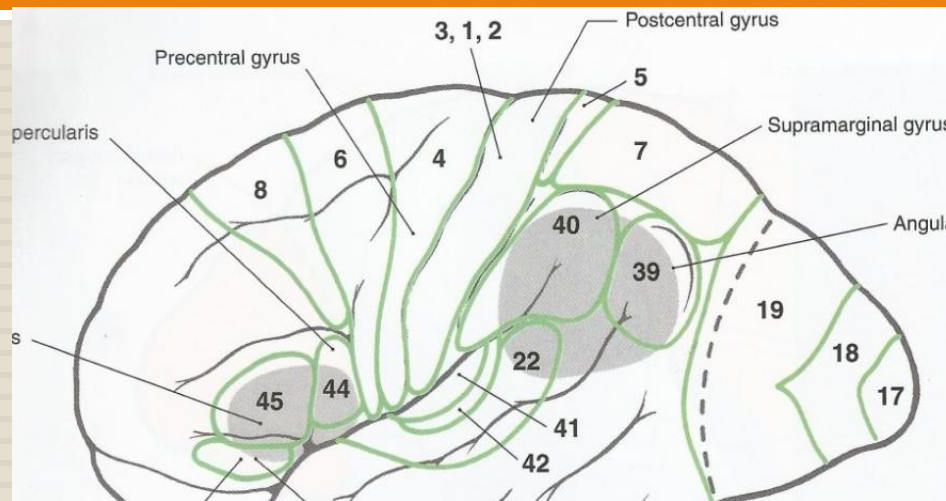 Postcentral gyrus
3, 1, 2
Precentral gyrus
5
percularis
Supramarginal gyrus
6
4
7
8
40
Angula
39
19
s
18
22
44
45
17
41
42